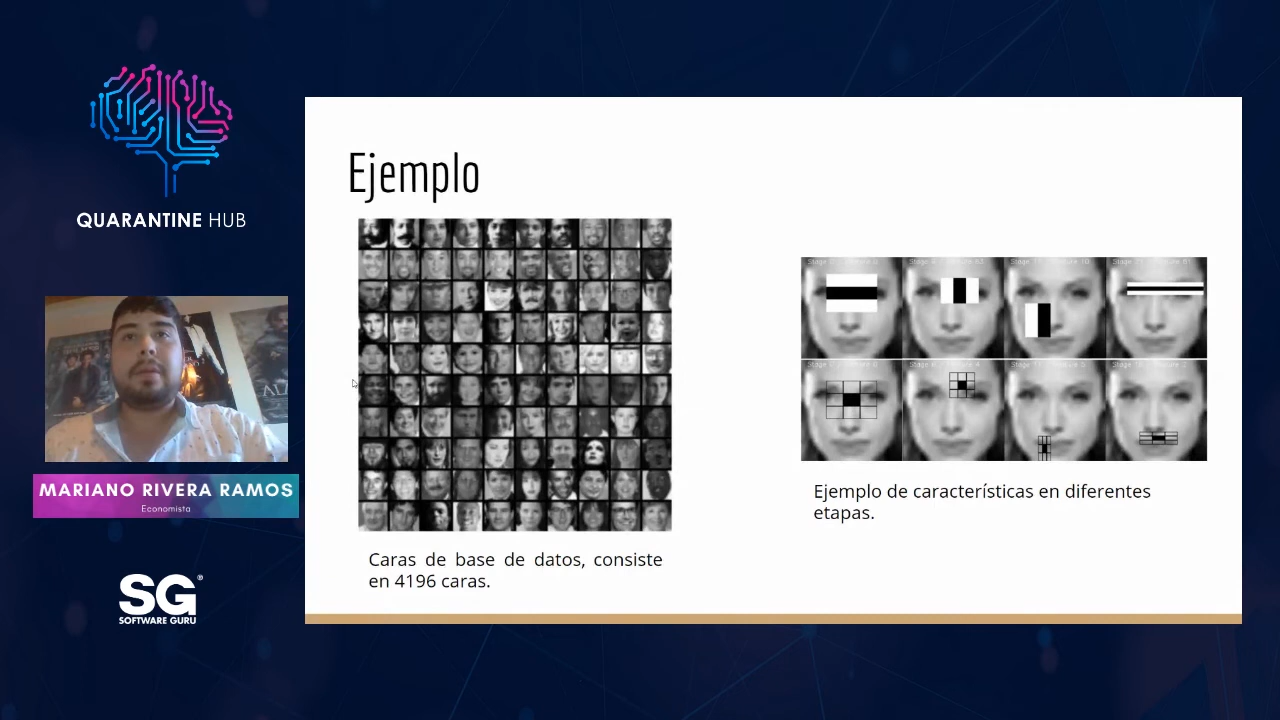 QUARANTINE HUB
MARIANO RIVERA RAMOS
Economista
SG®
SOFTWARE GURU
Ejemplo
Caras de base de datos, consiste
en 4196 caras.
Ejemplo de características en diferentes
etapas.